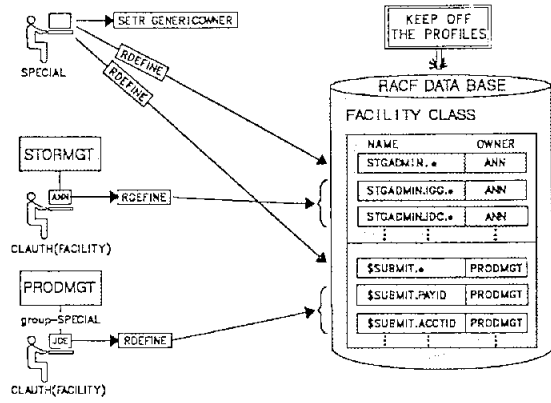 SETR GENERICOWNER
SPECIAL
RDEFINE
RDEFINE
STORMGT
ANN
RDEFINE
CLAUTH(FACILITY)
PRODMGT
group-SPECIAL
JOE
RDEFINE
CLAUTH(FACILITY)
KEEP OFF
THE PROFILES
RACF DATA BASE
FACILITY CLASS
NAME OWNER
STGADMIN.* ANN
STGADMIN.IGG.* ANN
STGADMIN.IDC.* ANN
$SUBMIT.* PRODMGT
$SUBMIT.PAYID PRODMGT
$SUBMIT.ACCTID PRODMGT